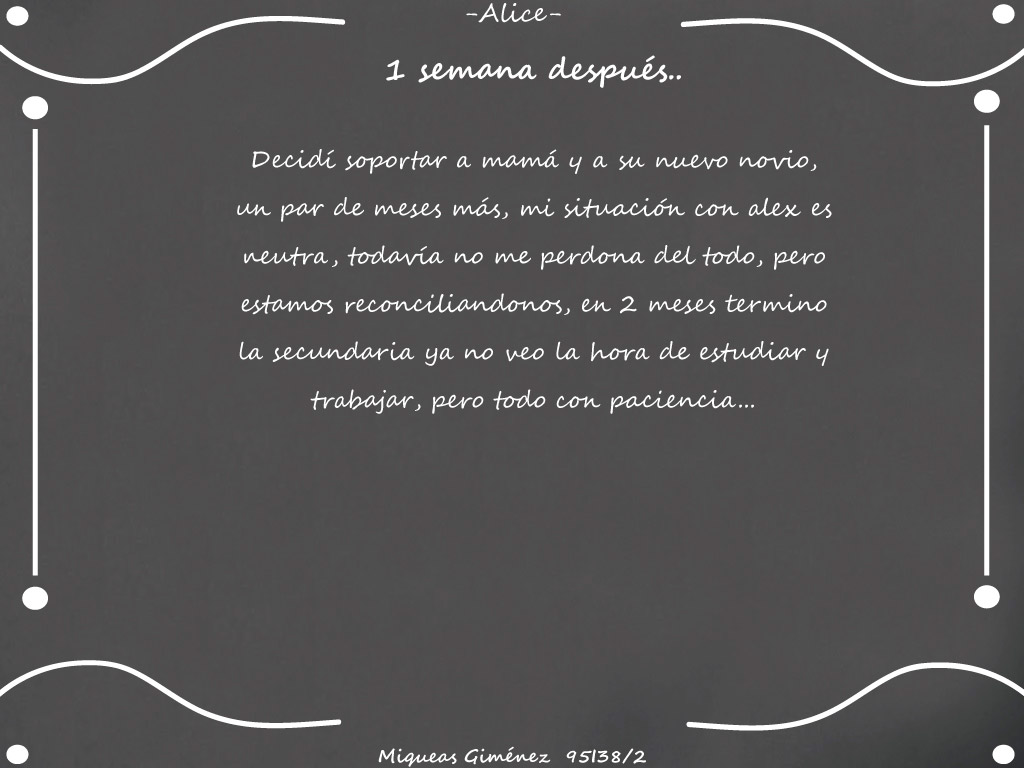 -Alice-
1 semana después..
Decidí soportar a mamá y a su nuevo novio,
un par de meses más, mi situación con alex es
neutra, todavía no me perdona del todo, pero
estamos reconciliandonos, en 2 meses termino
la secundaria ya no veo la hora de estudiar y
trabajar, pero todo con paciencia...
Miqueas Giménez 95138/2